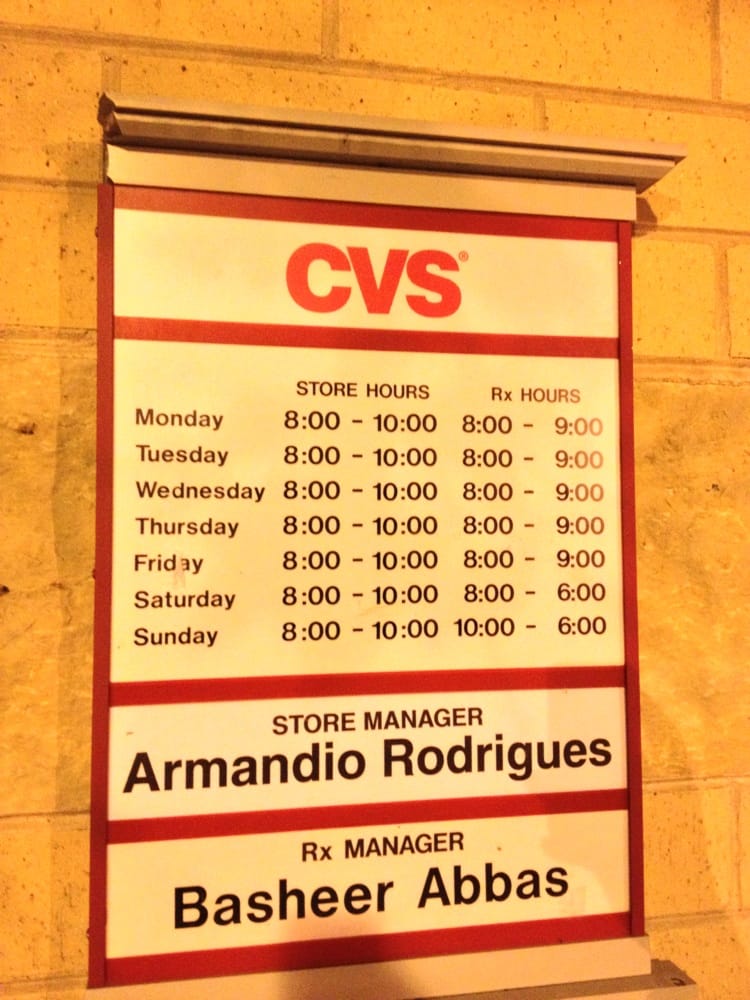 CVS®
STORE HOURS Rx HOURS
Monday 8:00 - 10:00 8:00 - 9:00
Tuesday 8:00 - 10:00 8:00 - 9:00
Wednesday 8:00 - 10:00 8:00 - 9:00
Thursday 8:00 - 10:00 8:00 - 9:00
Friday 8:00 - 10:00 8:00 - 9:00
Saturday 8:00 - 10:00 8:00 - 6:00
Sunday 8:00 - 10:00 10:00 - 6:00
STORE MANAGER
Armandio Rodrigues
Rx MANAGER
Basheer Abbas